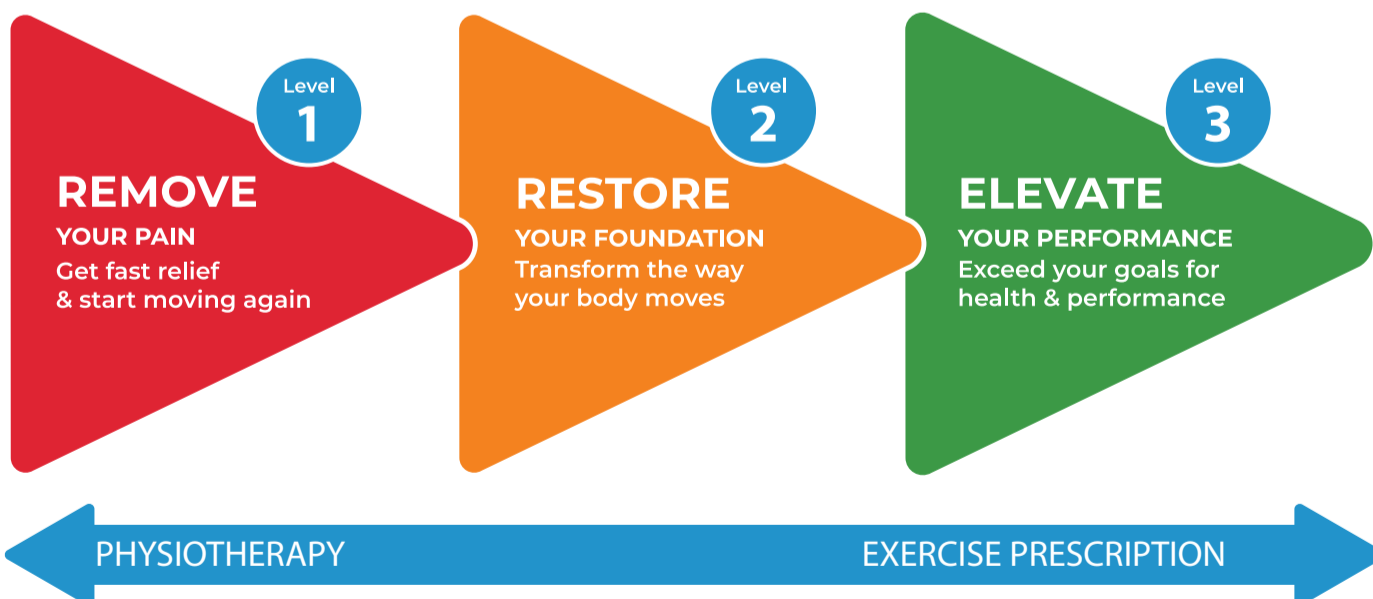 Level
1
REMOVE
YOUR PAIN
Get fast relief
& start moving again
Level
2
RESTORE
YOUR FOUNDATION
Transform the way
your body moves
Level
3
ELEVATE
YOUR PERFORMANCE
Exceed your goals for
health & performance
PHYSIOTHERAPY
EXERCISE PRESCRIPTION